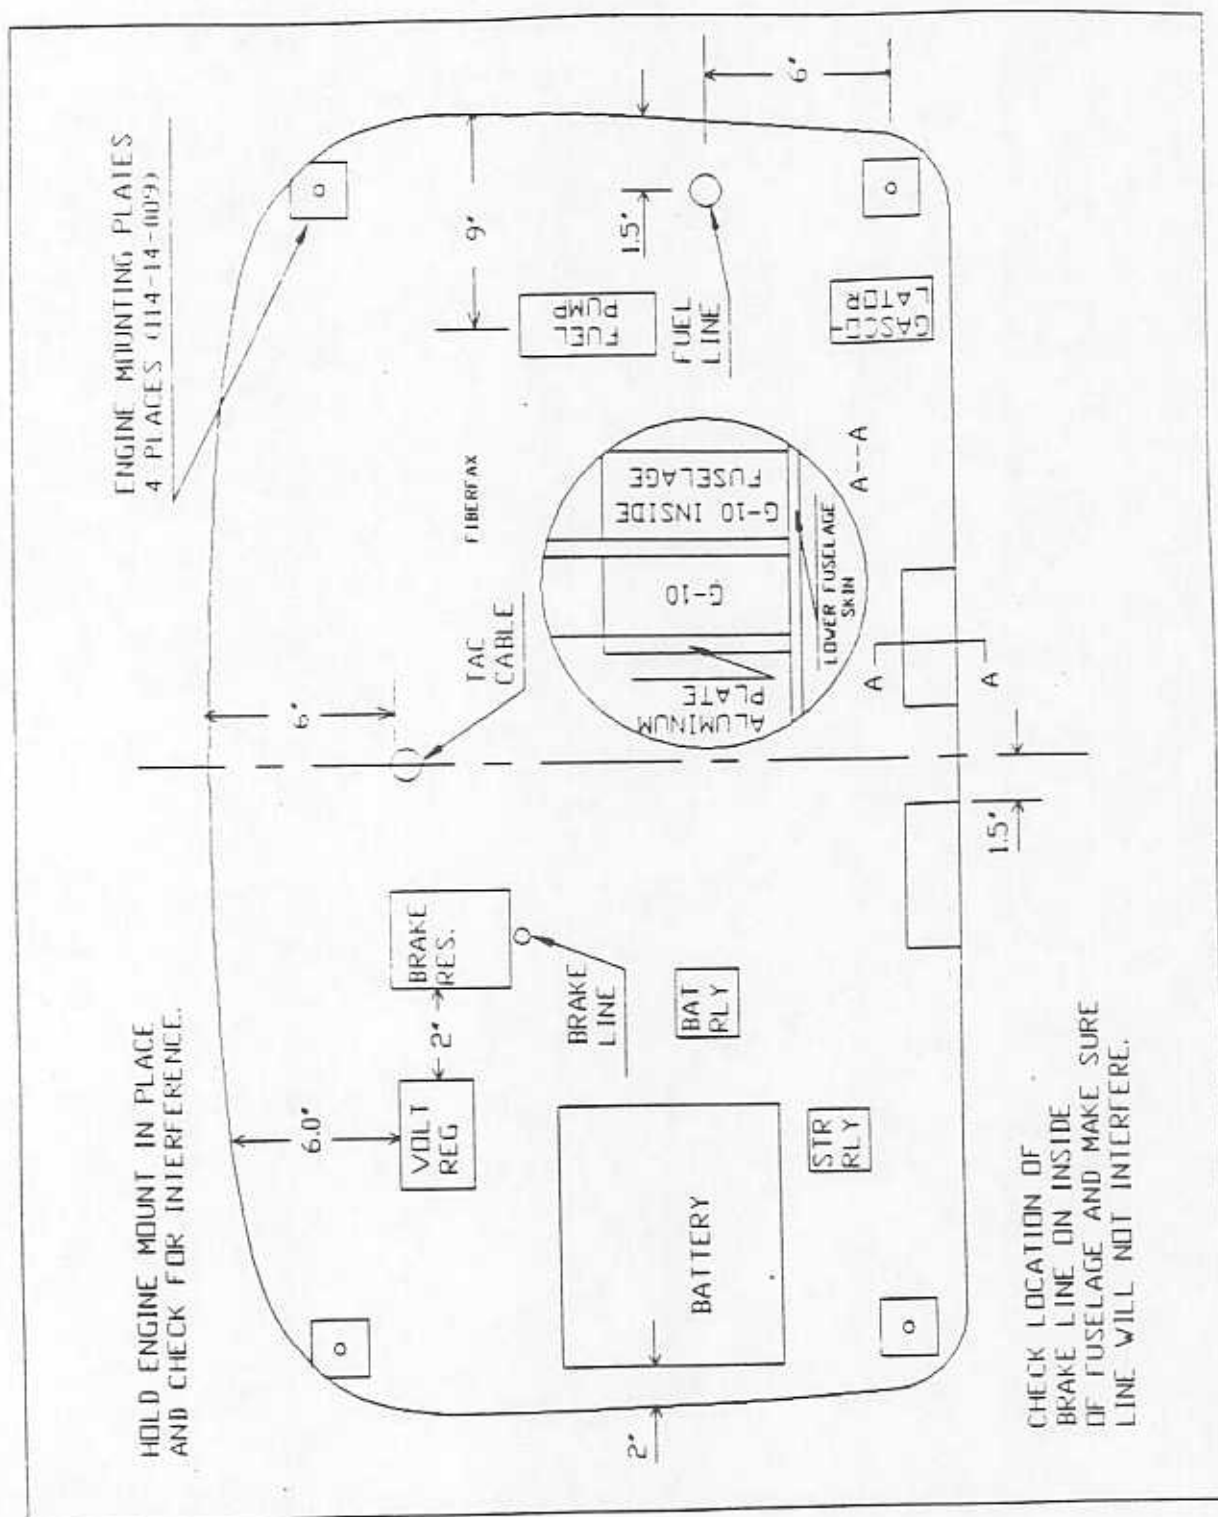 HOLD ENGINE MOUNT IN PLACE
AND CHECK FOR INTERFERENCE.
ENGINE MOUNTING PLATES
4 PLACES (114-14-009)
6.0"
6"
VOLT
REG
2"
BRAKE
RES.
TAC
CABLE
FIBERFAX
9"
BRAKE
LINE
FUEL
PUMP
1.5"
6"
FUEL
LINE
BATTERY
BAT
RLY
STR
RLY
2"
ALUMINUM
PLATE
G-10
G-10 INSIDE
FUSELAGE
LOWER FUSELAGE
SKIN
A--A
GASCO
LATOR
A
A
1.5"
CHECK LOCATION OF
BRAKE LINE ON INSIDE
OF FUSELAGE AND MAKE SURE
LINE WILL NOT INTERFERE.